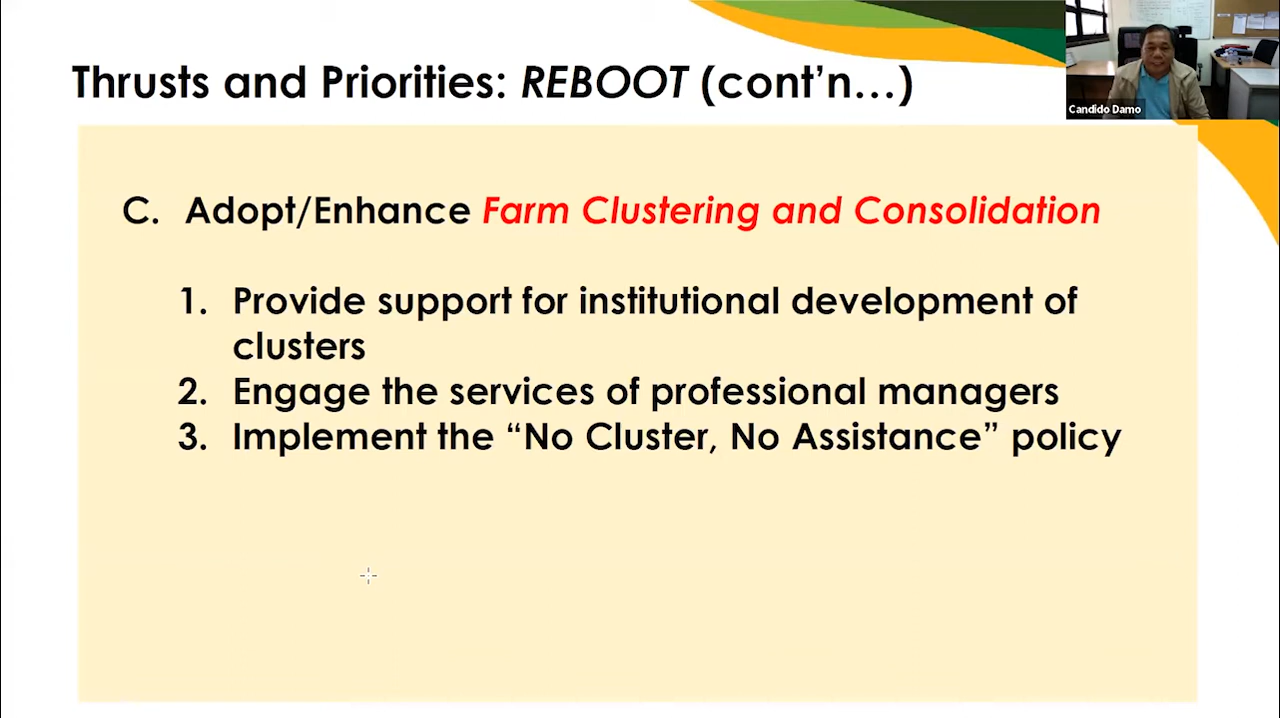 Thrusts and Priorities: REBOOT (cont’n…)
Candido Damo
C. Adopt/Enhance Farm Clustering and Consolidation
1. Provide support for institutional development of
clusters
2. Engage the services of professional managers
3. Implement the “No Cluster, No Assistance” policy